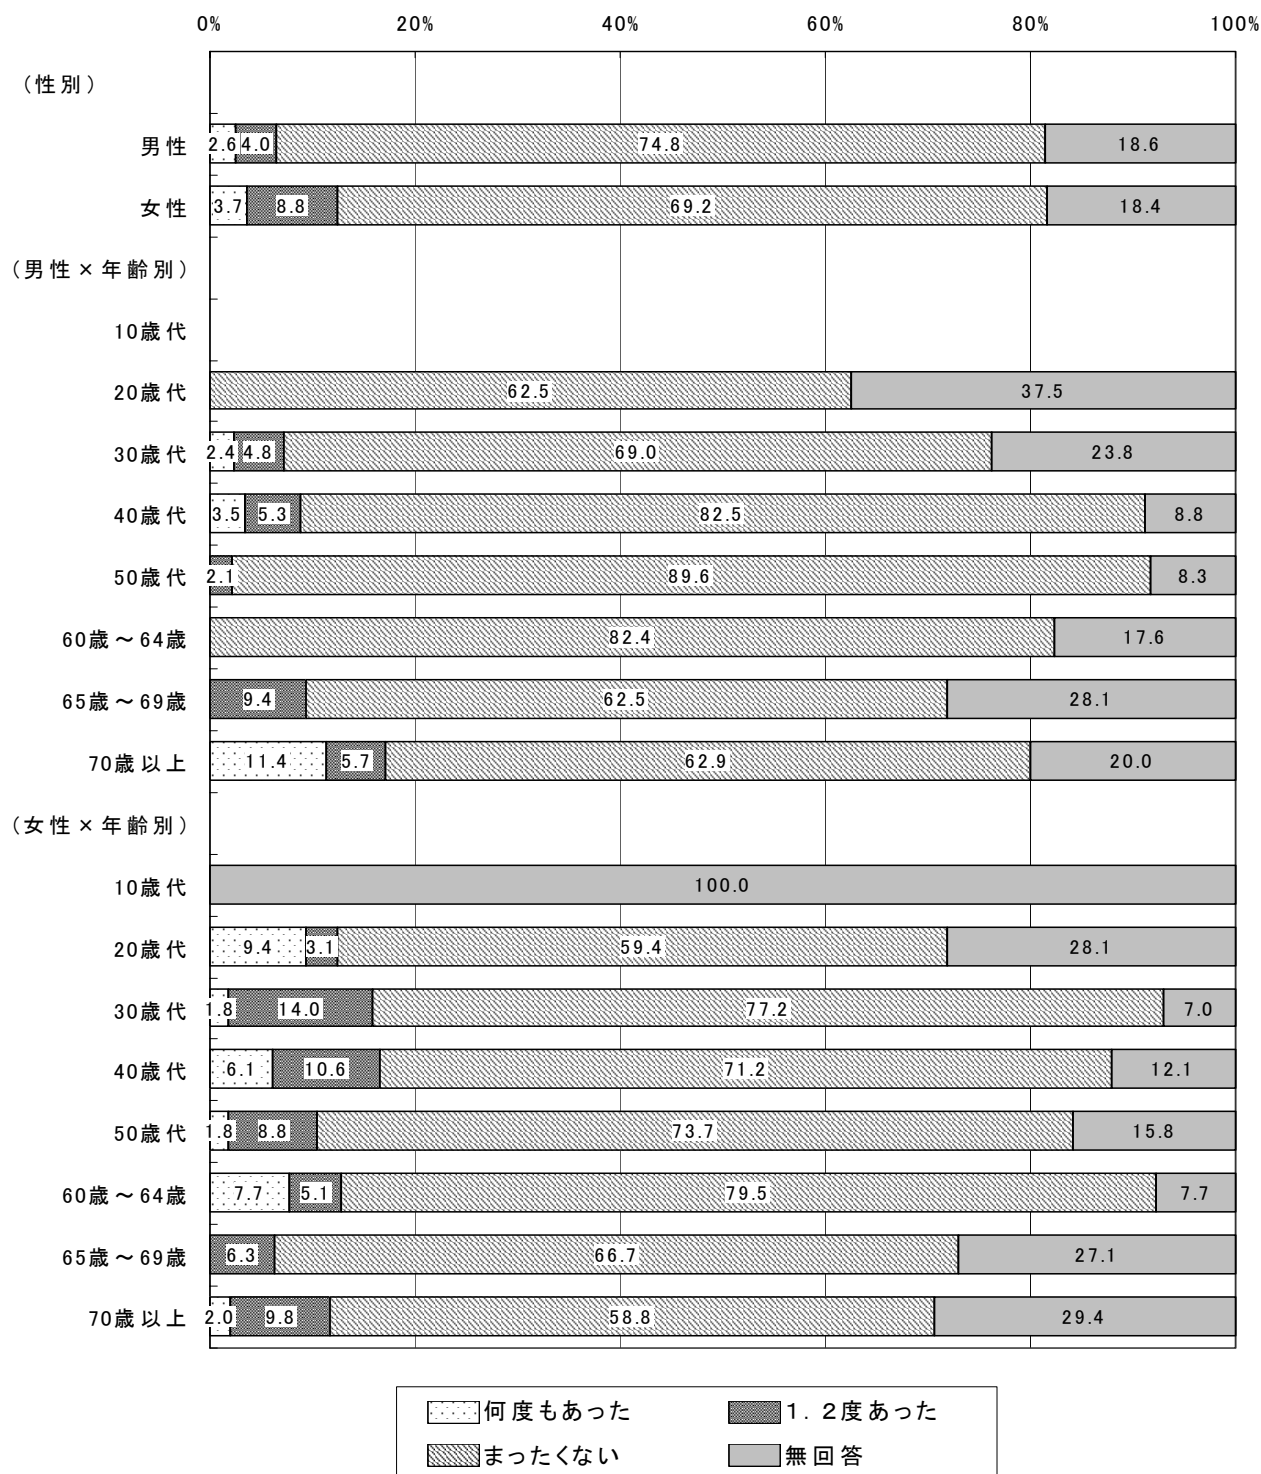 0% 20% 40% 60% 80% 100%
（性別）
男性 2.6 4.0 74.8 18.6
女性 3.7 8.8 69.2 18.4
（男性×年齢別）
10歳代
20歳代 62.5 37.5
30歳代 2.4 4.8 69.0 23.8
40歳代 3.5 5.3 82.5 8.8
50歳代 2.1 89.6 8.3
60歳～64歳 82.4 17.6
65歳～69歳 9.4 62.5 28.1
70歳以上 11.4 5.7 62.9 20.0
（女性×年齢別）
10歳代 100.0
20歳代 9.4 3.1 59.4 28.1
30歳代 1.8 14.0 77.2 7.0
40歳代 6.1 10.6 71.2 12.1
50歳代 1.8 8.8 73.7 15.8
60歳～64歳 7.7 5.1 79.5 7.7
65歳～69歳 6.3 66.7 27.1
70歳以上 2.0 9.8 58.8 29.4
何度もあった 1．2度あった
まったくない 無回答